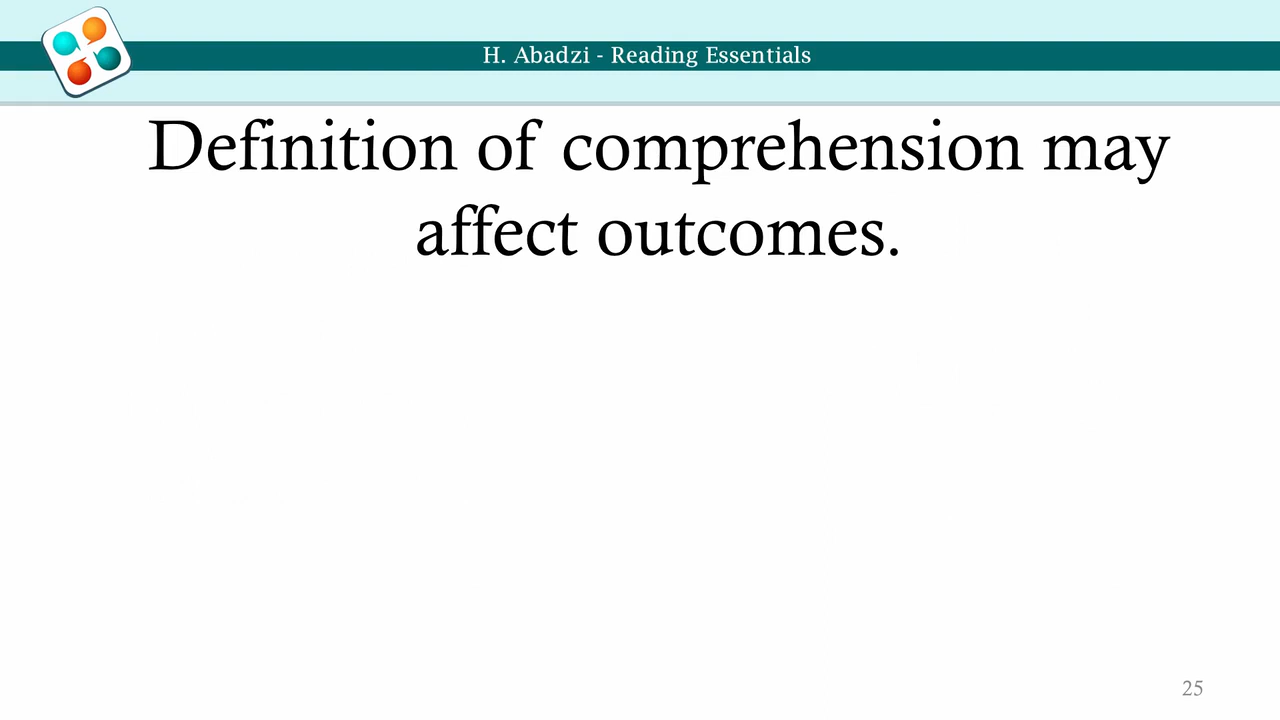 H. Abadzi - Reading Essentials
Definition of comprehension may
affect outcomes.
25